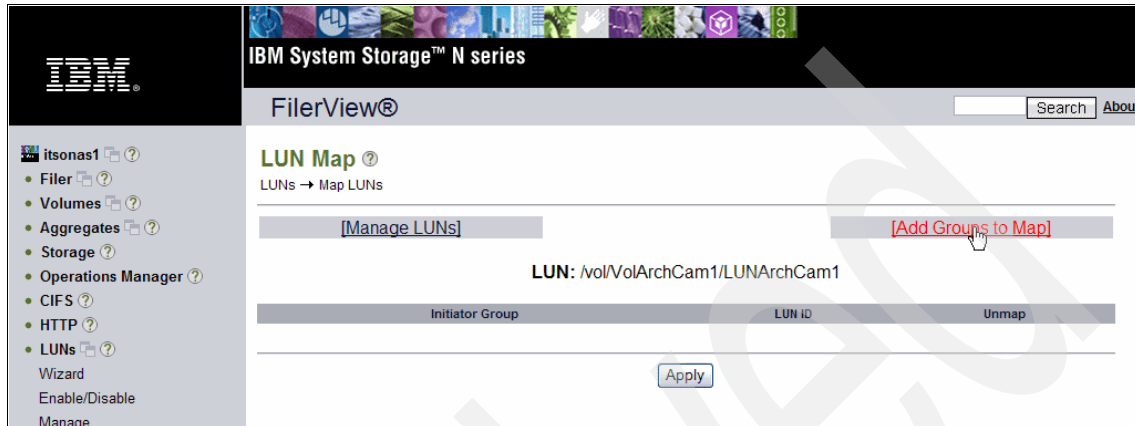 IBM®
IBM System Storage™ N series
FilerView®
Search Abou
itsonas1
• Filer
• Volumes
• Aggregates
• Storage
• Operations Manager
• CIFS
• HTTP
• LUNs
Wizard
Enable/Disable
Manage
LUN Map
LUNs → Map LUNs
[Manage LUNs] [Add Groups to Map]
LUN: /vol/VolArchCam1/LUNArchCam1
Initiator Group LUN ID Unmap
Apply